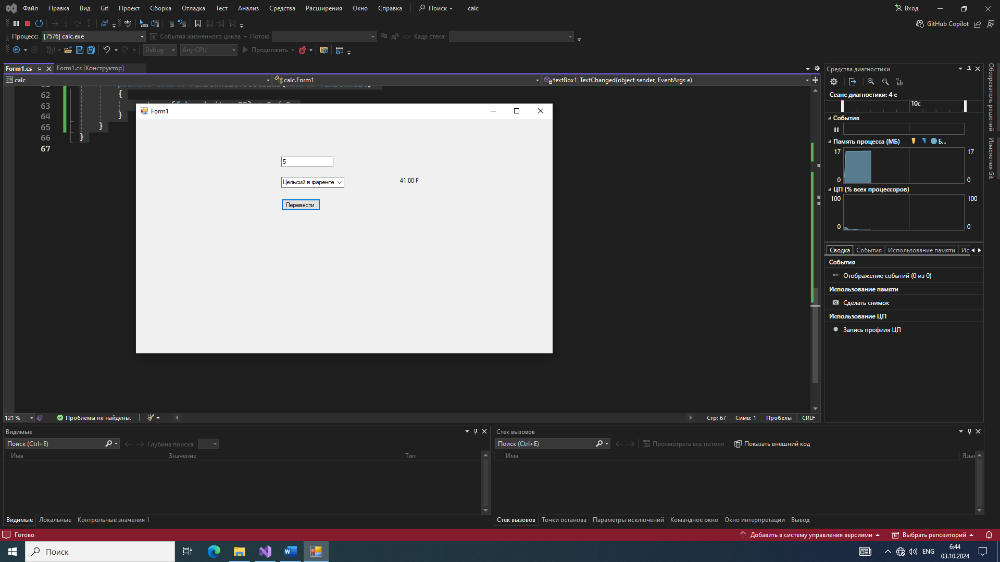 Файл Правка Вид Git Проект Сборка Отладка Тест Анализ Средства Расширения Окно Справка Поиск calc Вход
GitHub Copilot
Процесс: [7576] calc.exe События жизненного цикла Поток: Кадр стека:
Debug Any CPU Продолжить
Form1.cs Form1.cs [Конструктор]
calc calc.Form1 textBox1_TextChanged(object sender, EventArgs e)
62 {
63
64 }
65 }
66 }
67
Form1
5
Цельсий в фаренге
41,00 F
Перевести
Средства диагностики
Сеанс диагностики: 4 с
10с
События
Память процесса (МБ) Б...
17 17
0 0
ЦП (% всех процессоров)
100 100
0 0
Сводка События Использование памяти Ис
События
Отображение событий (0 из 0)
Использование памяти
Сделать снимок
Использование ЦП
Запись профиля ЦП
Обозреватель решений
Изменения Git
121 % Проблемы не найдены. Стр: 67 Симв: 1 Пробелы CRLF
Видимые
Поиск (Ctrl+E) Глубина поиска:
Имя Значение Тип
Видимые Локальные Контрольные значения 1
Стек вызовов
Поиск (Ctrl+E) Просмотреть все потоки Показать внешний код
Имя Язык
Стек вызовов Точки останова Параметры исключений Командное окно Окно интерпретации Вывод
Готово Добавить в систему управления версиями Выбрать репозиторий
Поиск
ENG 6:44
03.10.2024